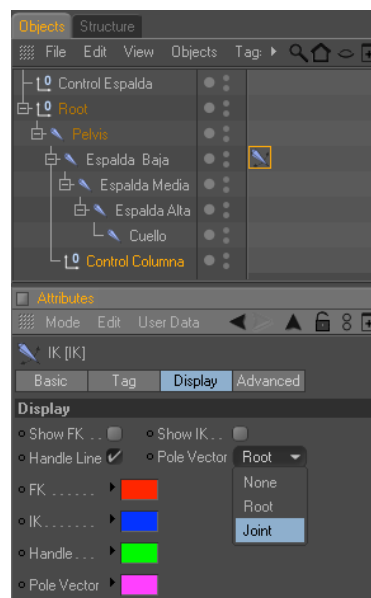 Objects Structure
File Edit View Objects Tag:
Control Espalda
Root
Pelvis
Espalda Baja
Espalda Media
Espalda Alta
Cuello
Control Columna
Attributes
Mode Edit User Data
IK [IK]
Basic Tag Display Advanced
Display
Show FK . . Show IK . .
Handle Line Pole Vector Root
None
FK . . . . . .
Root
IK . . . . . . .
Joint
Handle . . .
Pole Vector